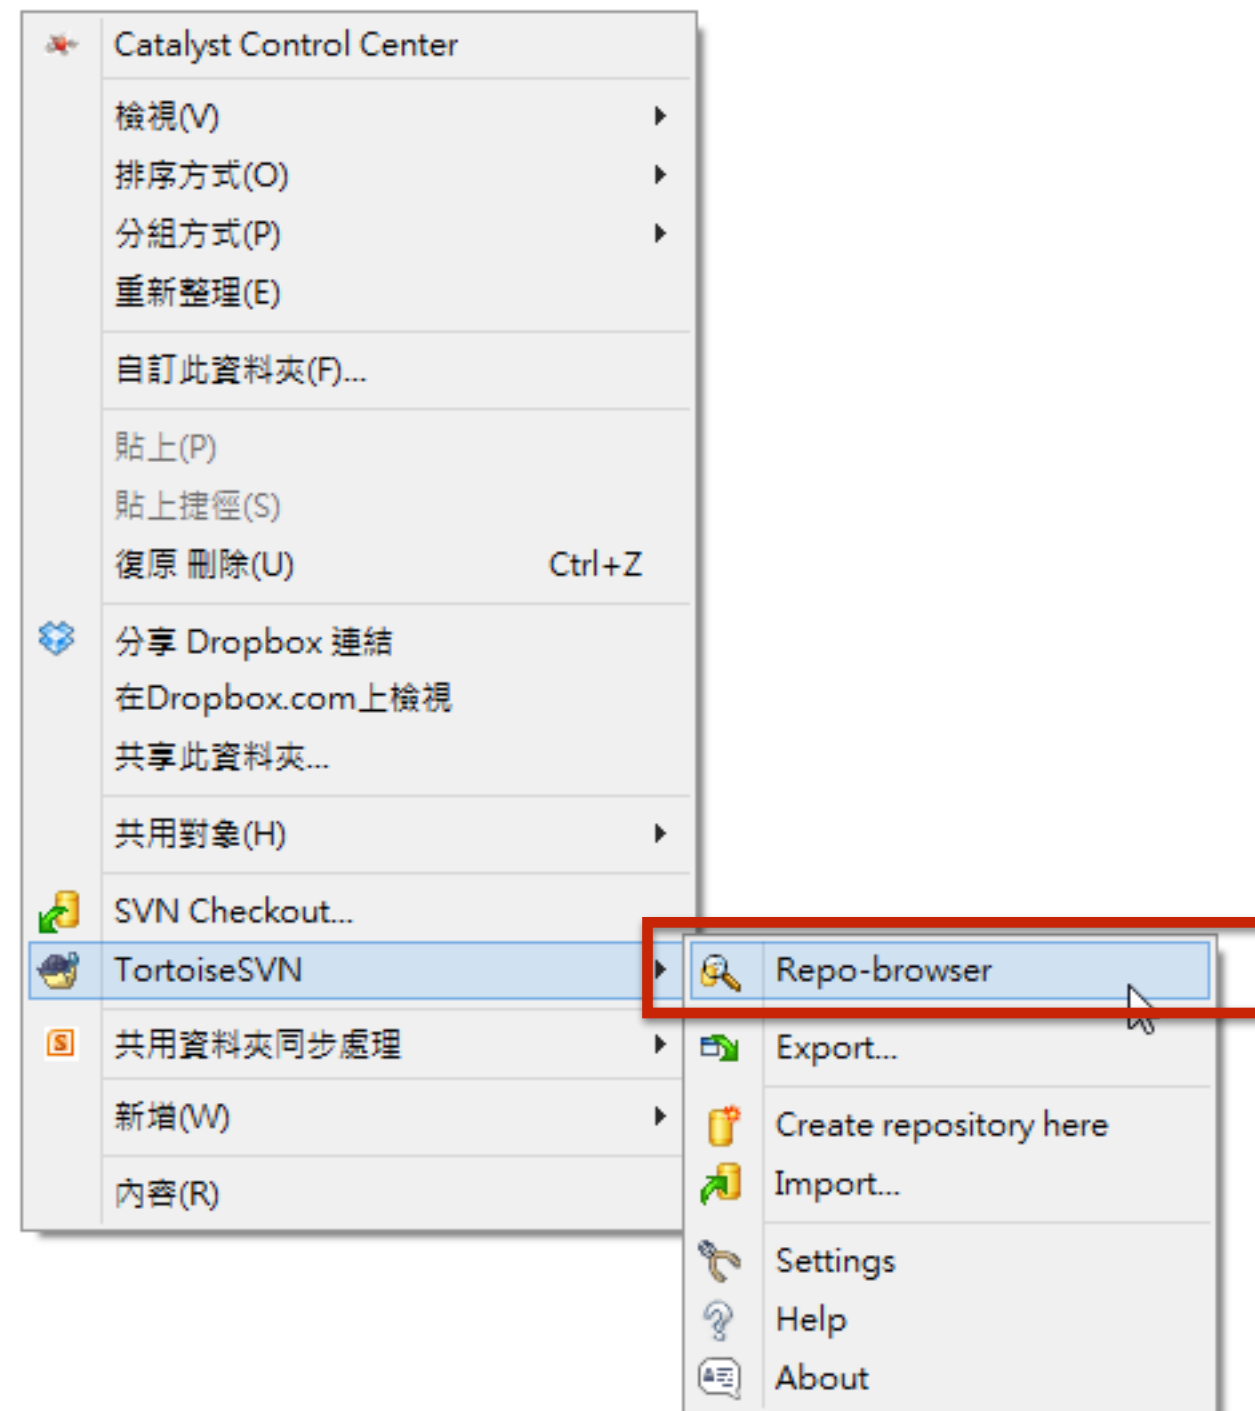 Catalyst Control Center
檢視(V)
排序方式(O)
分組方式(P)
重新整理(E)
自訂此資料夾(F)...
貼上(P)
貼上捷徑(S)
復原 刪除(U) Ctrl+Z
分享 Dropbox 連結
在Dropbox.com上檢視
共享此資料夾...
共用對象(H)
SVN Checkout...
TortoiseSVN
共用資料夾同步處理
新增(W)
內容(R)
Repo-browser
Export...
Create repository here
Import...
Settings
Help
About